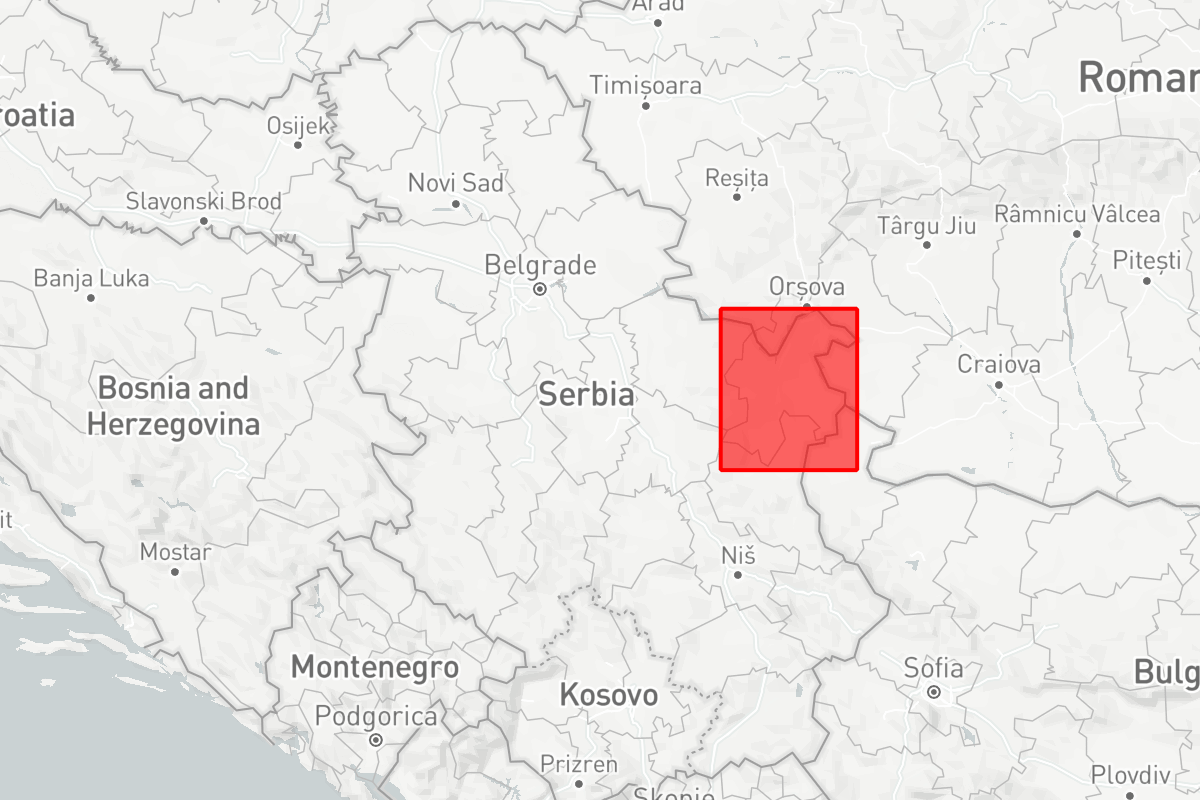 Arad
Timișoara
Romar
roatia
Osijek
Reșița
Novi Sad
Slavonski Brod
Râmnicu Vâlcea
Târgu Jiu
Belgrade
Pitești
Banja Luka
Orșova
Craiova
Bosnia and
Herzegovina
Serbia
it
Mostar
Niš
Montenegro
Sofia
Bulg
Kosovo
Podgorica
Prizren
Plovdiv
Skopje